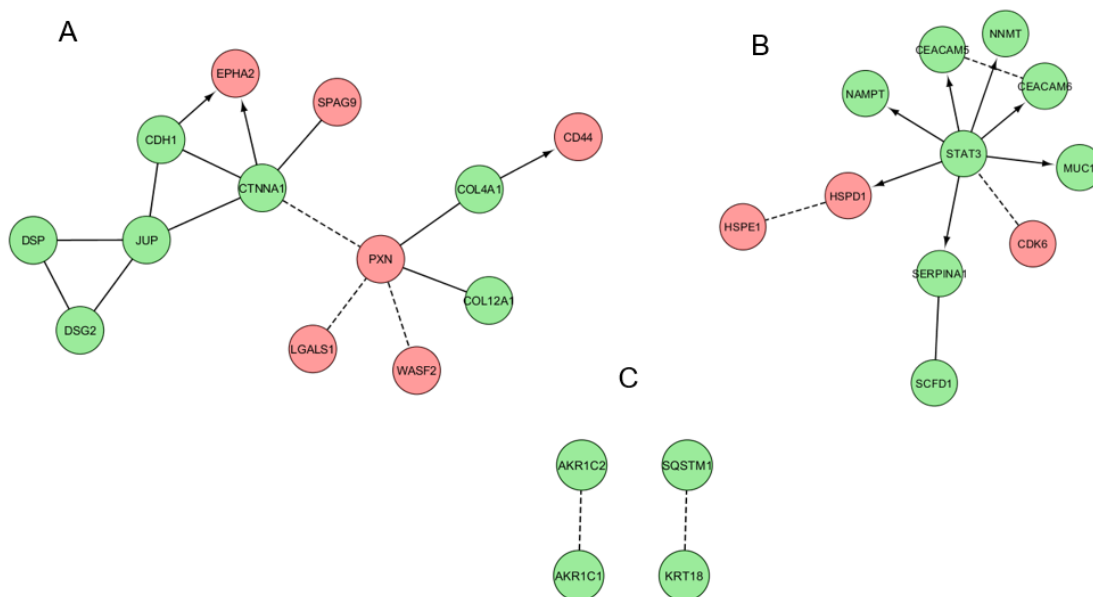 A
EPHA2
SPAG9
CDH1
CD44
CTNNA1
COL4A1
DSP
JUP
PXN
COL12A1
DSG2
LGALS1
WASF2
B
NNMT
CEACAM5
CEACAM6
NAMPT
STAT3
MUC1
HSPD1
HSPE1
CDK6
SERPINA1
SCFD1
C
AKR1C2
SQSTM1
AKR1C1
KRT18